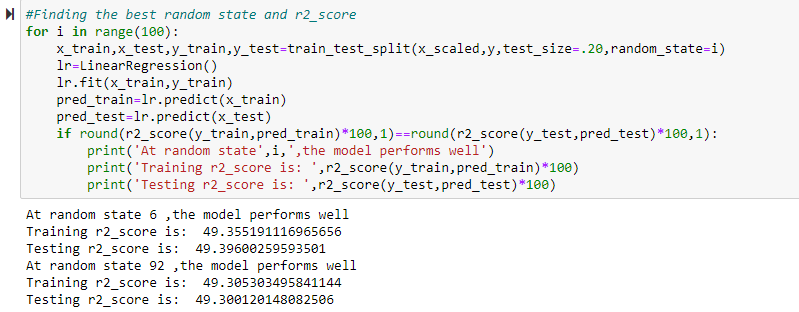 #Finding the best random state and r2_score
for i in range(100):
    x_train,x_test,y_train,y_test=train_test_split(x_scaled,y,test_size=.20,random_state=i)
    lr=LinearRegression()
    lr.fit(x_train,y_train)
    pred_train=lr.predict(x_train)
    pred_test=lr.predict(x_test)
    if round(r2_score(y_train,pred_train)*100,1)==round(r2_score(y_test,pred_test)*100,1):
        print('At random state',i,',the model performs well')
        print('Training r2_score is: ',r2_score(y_train,pred_train)*100)
        print('Testing r2_score is: ',r2_score(y_test,pred_test)*100)
At random state 6 ,the model performs well
Training r2_score is:  49.355191116965656
Testing r2_score is:  49.39600259593501
At random state 92 ,the model performs well
Training r2_score is:  49.305303495841144
Testing r2_score is:  49.300120148082506